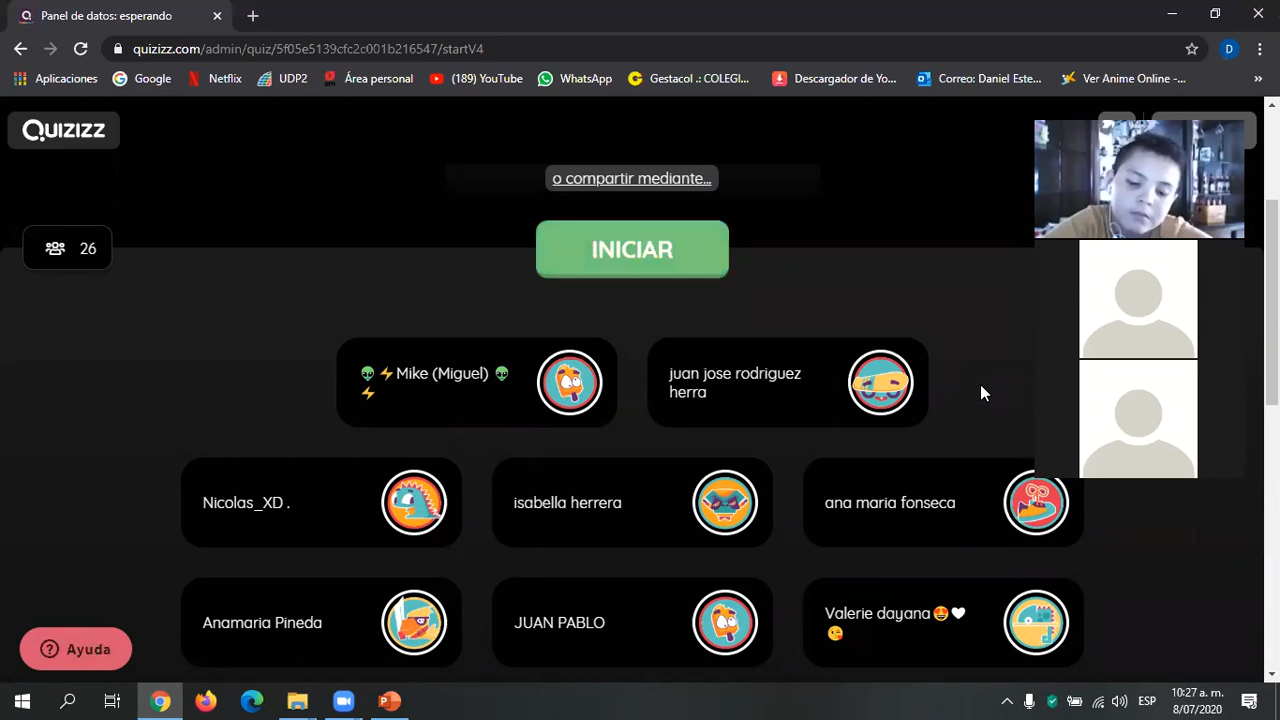 Panel de datos: esperando
quizizz.com/admin/quiz/5f05e5139cfc2c001b216547/startV4
D
Aplicaciones
Google
Netflix
UDP2
Área personal
(189) YouTube
WhatsApp
Gestacol .: COLEGI...
Descargador de Yo...
Correo: Daniel Este...
Ver Anime Online -...
»
QUIZIZZ
o compartir mediante...
INICIAR
26
👽⚡Mike (Miguel) 👽
⚡
juan jose rodriguez
herra
Nicolas_XD .
isabella herrera
ana maria fonseca
Anamaria Pineda
JUAN PABLO
Valerie dayana😍🤍
😘
Ayuda
ESP
10:27 a. m.
8/07/2020